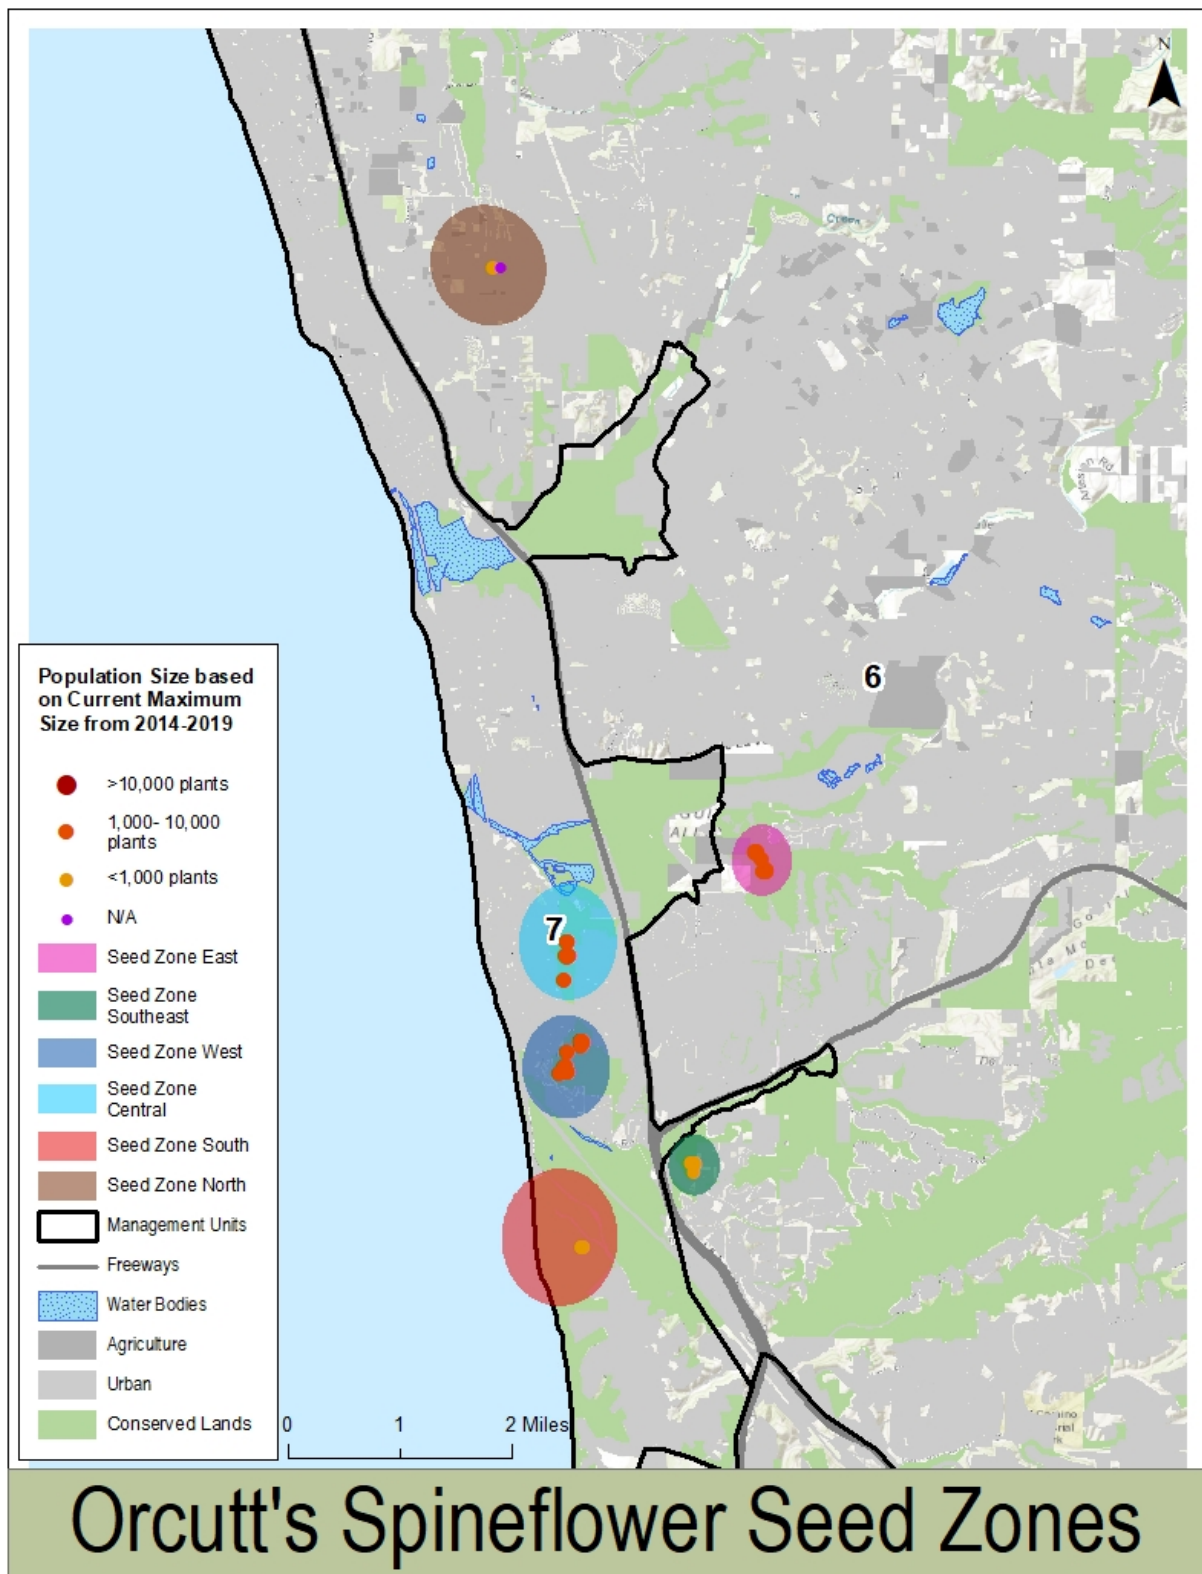 N
Creek
Artesian Rd
6
Population Size based
on Current Maximum
Size from 2014-2019
>10,000 plants
1,000- 10,000
plants
<1,000 plants
N/A
Seed Zone East
Seed Zone
Southeast
Seed Zone West
Seed Zone
Central
Seed Zone South
Seed Zone North
Management Units
Freeways
Water Bodies
Agriculture
Urban
Conserved Lands
7
0 1 2 Miles
Orcutt's Spineflower Seed Zones